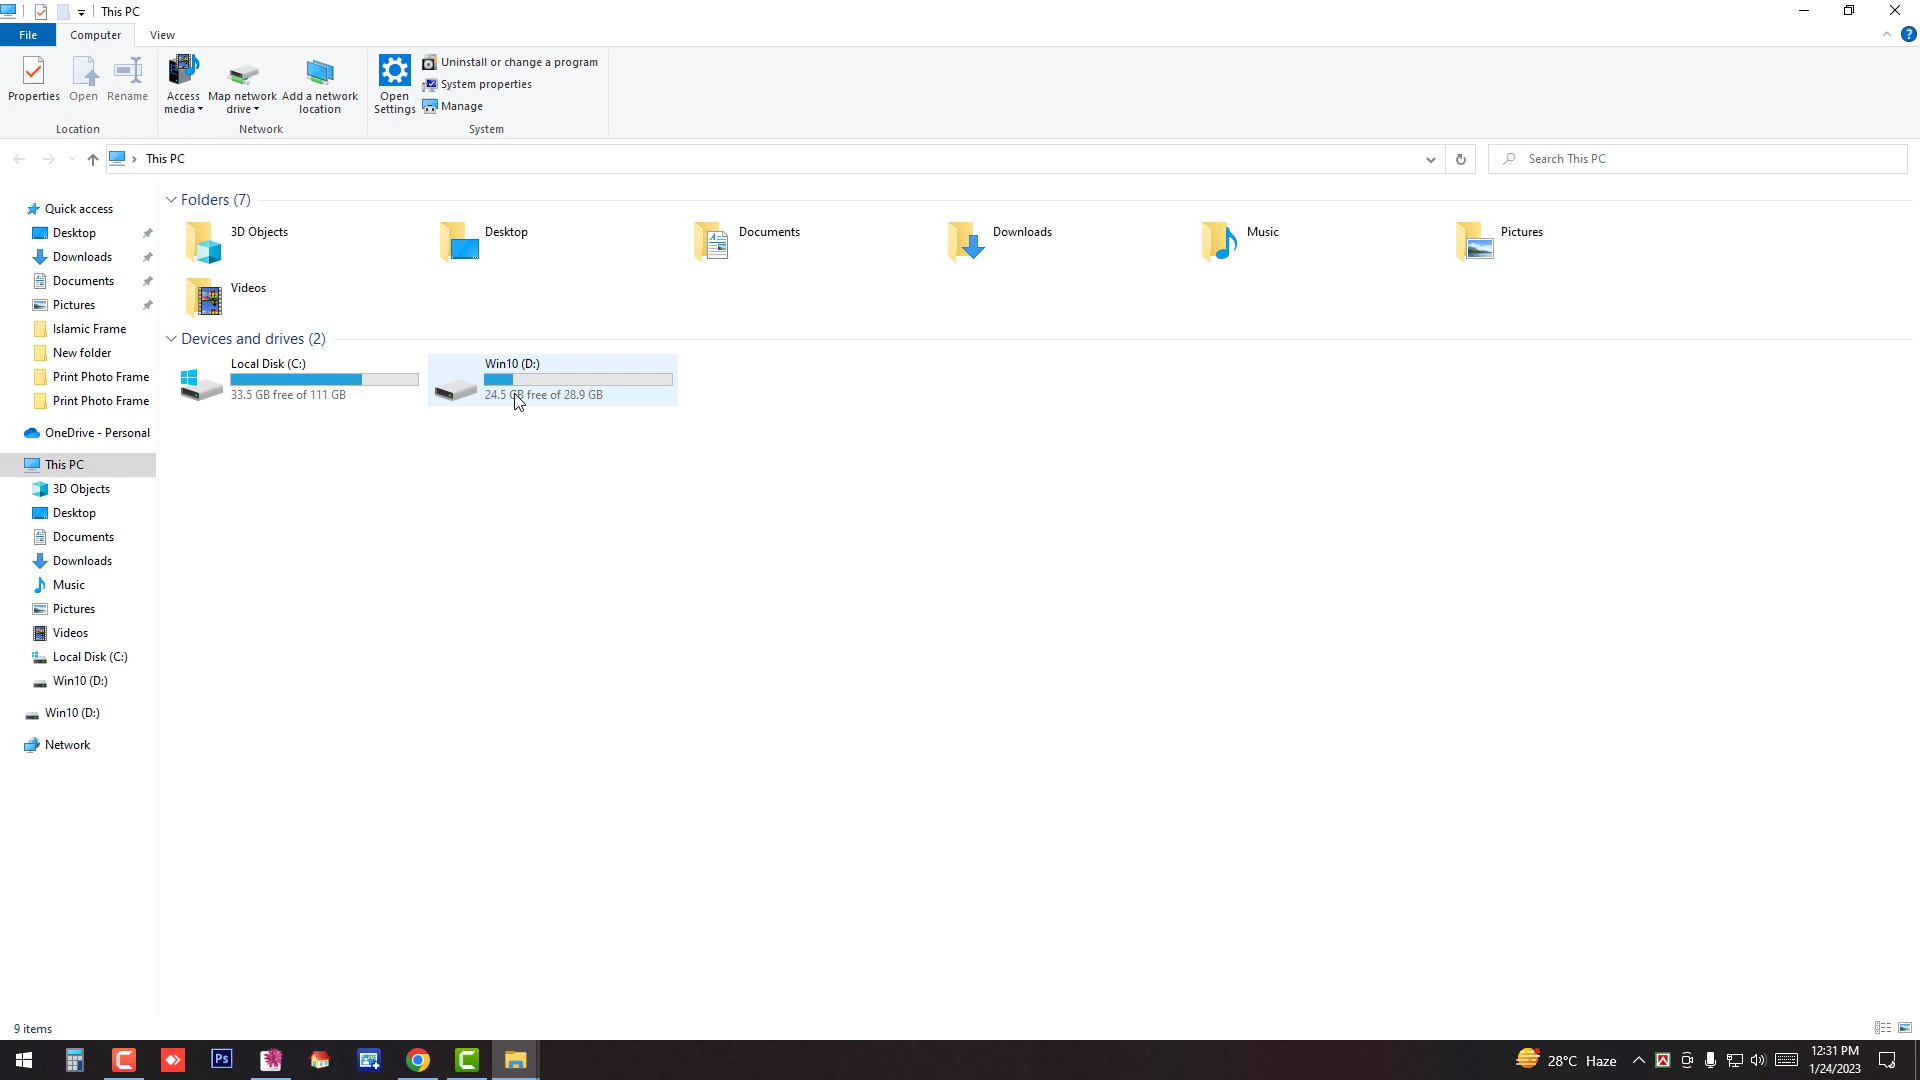 This PC
File
Computer
View
Properties
Open
Rename
Access
media
Map network
drive
Add a network
location
Open
Settings
Uninstall or change a program
System properties
Manage
Location
Network
System
This PC
Search This PC
Quick access
Desktop
Downloads
Documents
Pictures
Islamic Frame
New folder
Print Photo Frame
Print Photo Frame
OneDrive - Personal
This PC
3D Objects
Desktop
Documents
Downloads
Music
Pictures
Videos
Local Disk (C:)
Win10 (D:)
Win10 (D:)
Network
Folders (7)
3D Objects
Desktop
Documents
Downloads
Music
Pictures
Videos
Devices and drives (2)
Local Disk (C:)
33.5 GB free of 111 GB
Win10 (D:)
24.5 GB free of 28.9 GB
9 items
Ps
28°C Haze
12:31 PM
1/24/2023